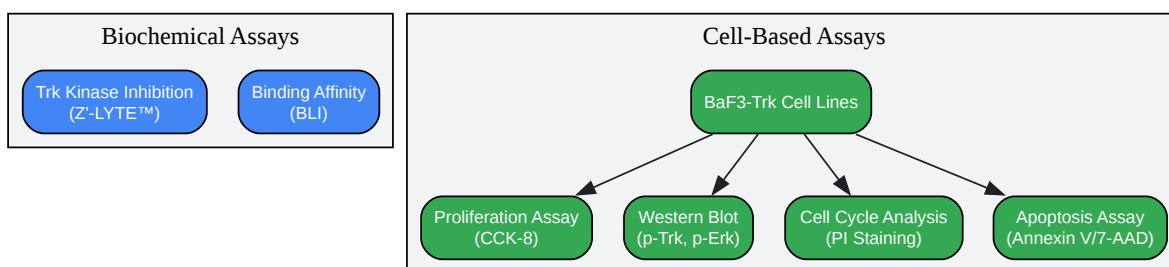 Biochemical Assays
Trk Kinase Inhibition
(Z'-LYTE™)
Binding Affinity
(BLI)
Cell-Based Assays
BaF3-Trk Cell Lines
Proliferation Assay
(CCK-8)
Western Blot
(p-Trk, p-Erk)
Cell Cycle Analysis
(PI Staining)
Apoptosis Assay
(Annexin V/7-AAD)